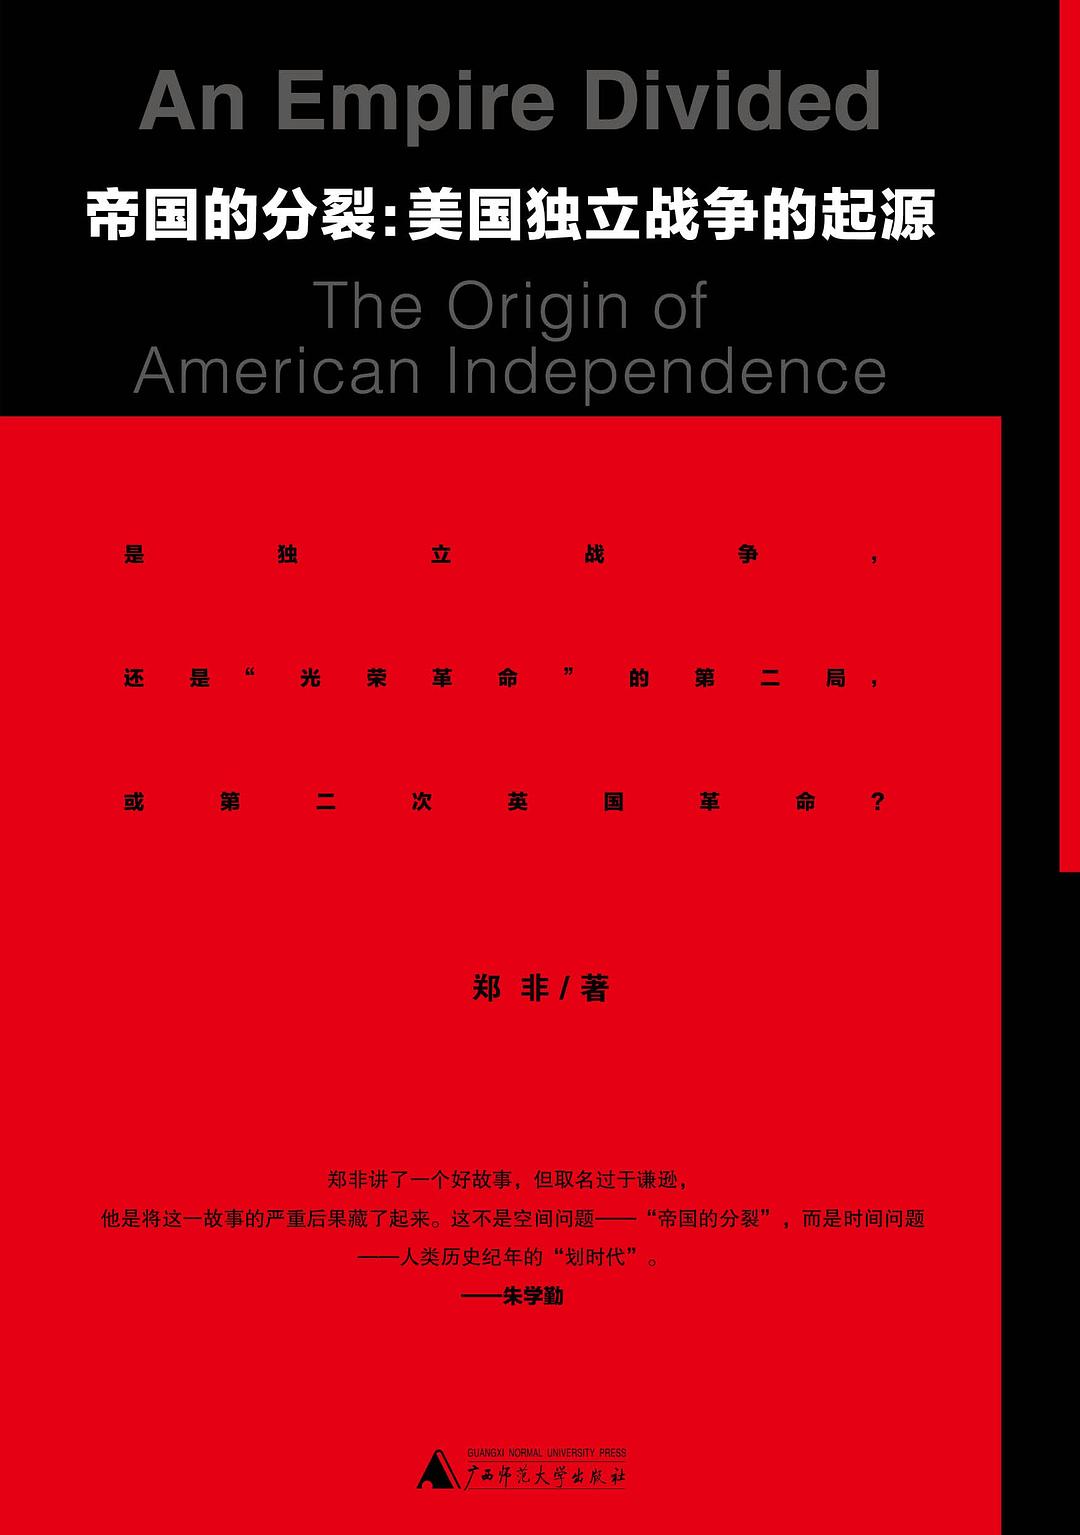 An Empire Divided
帝国的分裂:美国独立战争的起源
The Origin of
American Independence
是独立战争，
还是“光荣革命”的第二局，
或第二次英国革命？
郑 非 / 著
郑非讲了一个好故事，但取名过于谦逊，
他是将这一故事的严重后果藏了起来。这不是空间问题——“帝国的分裂”，而是时间问题
——人类历史纪年的“划时代”。
——朱学勤
GUANGXI NORMAL UNIVERSITY PRESS
广西师范大学出版社